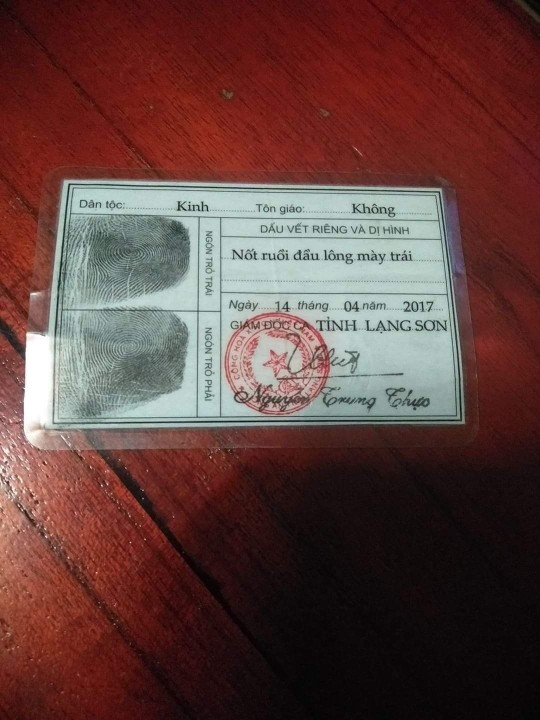 Dân tộc: Kinh Tôn giáo: Không
NGÓN TRỎ TRÁI
NGÓN TRỎ PHẢI
DẤU VẾT RIÊNG VÀ DỊ HÌNH
Nốt ruồi đầu lông mày trái
Ngày 14 tháng 04 năm 2017
GIÁM ĐỐC CA TỈNH LẠNG SƠN
Nguyễn Trung Thực